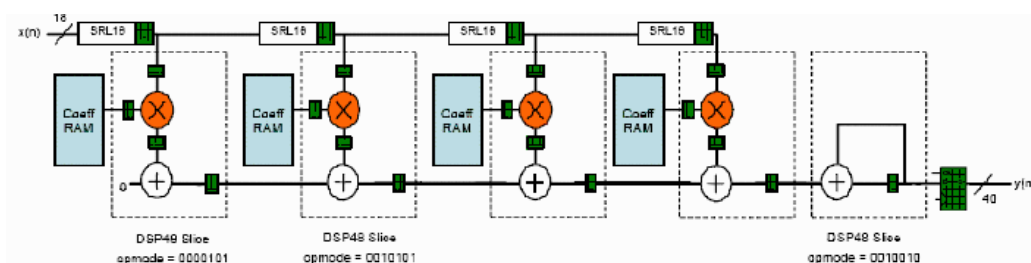 18
x(n)
SRL16
SRL16
SRL16
SRL16
Coeff
RAM
Coeff
RAM
Coeff
RAM
Coeff
RAM
0
y(n
40
DSP48 Slice
opmode = 0000101
DSP48 Slice
opmode = 0010101
DSP48 Slice
opmode = 0010010